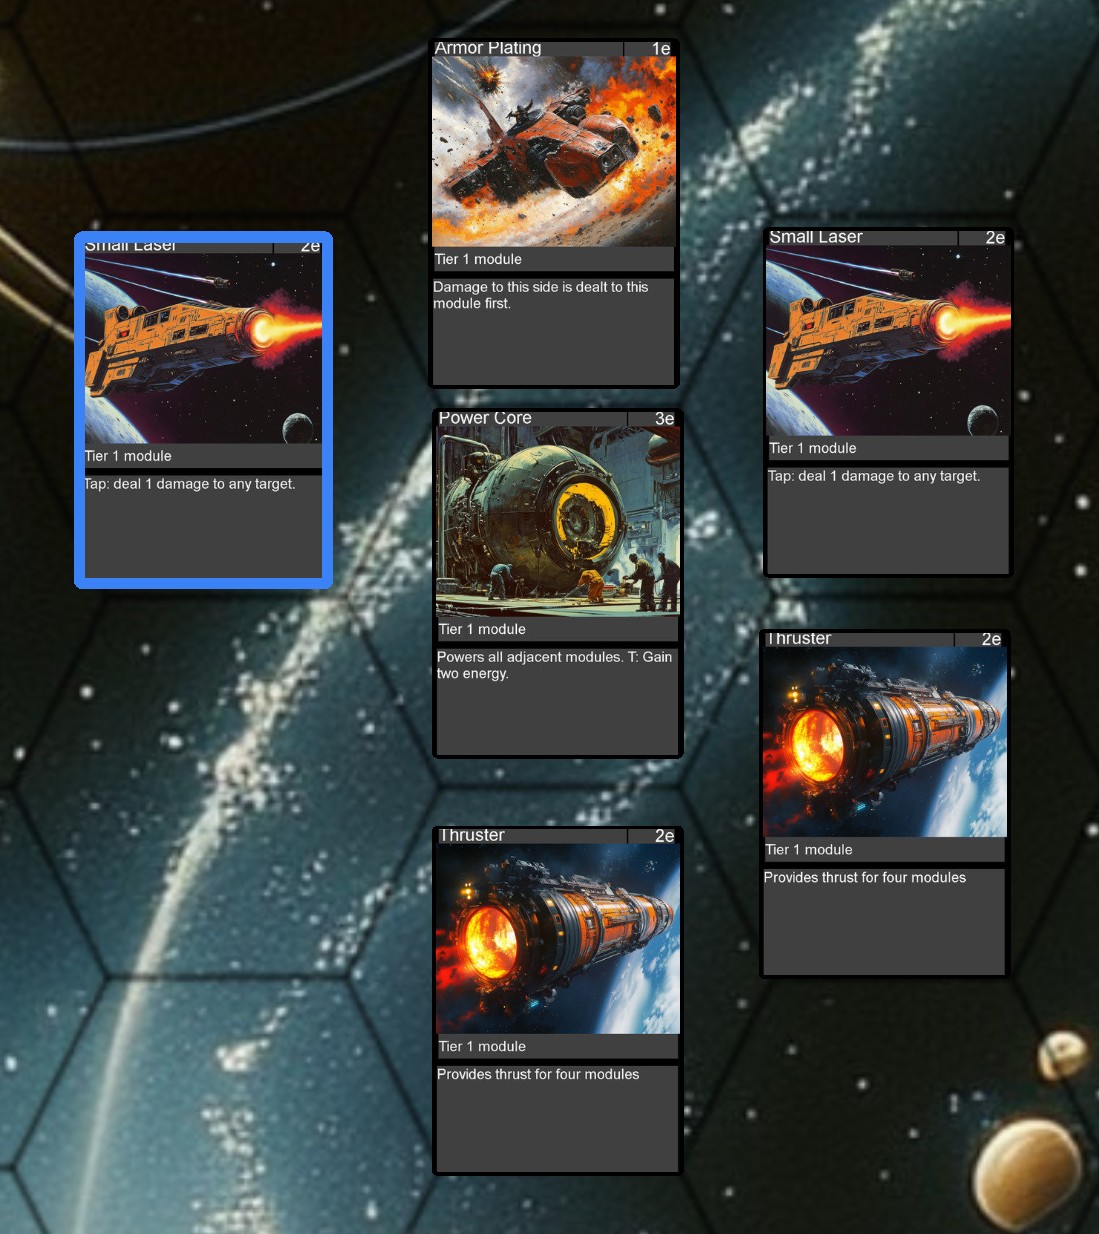 Armor Plating 1e
Tier 1 module
Damage to this side is dealt to this
module first.
Small Laser 2e
Tier 1 module
Tap: deal 1 damage to any target.
Small Laser 2e
Tier 1 module
Tap: deal 1 damage to any target.
Power Core 3e
Tier 1 module
Powers all adjacent modules. T: Gain
two energy.
Thruster 2e
Tier 1 module
Provides thrust for four modules
Thruster 2e
Tier 1 module
Provides thrust for four modules